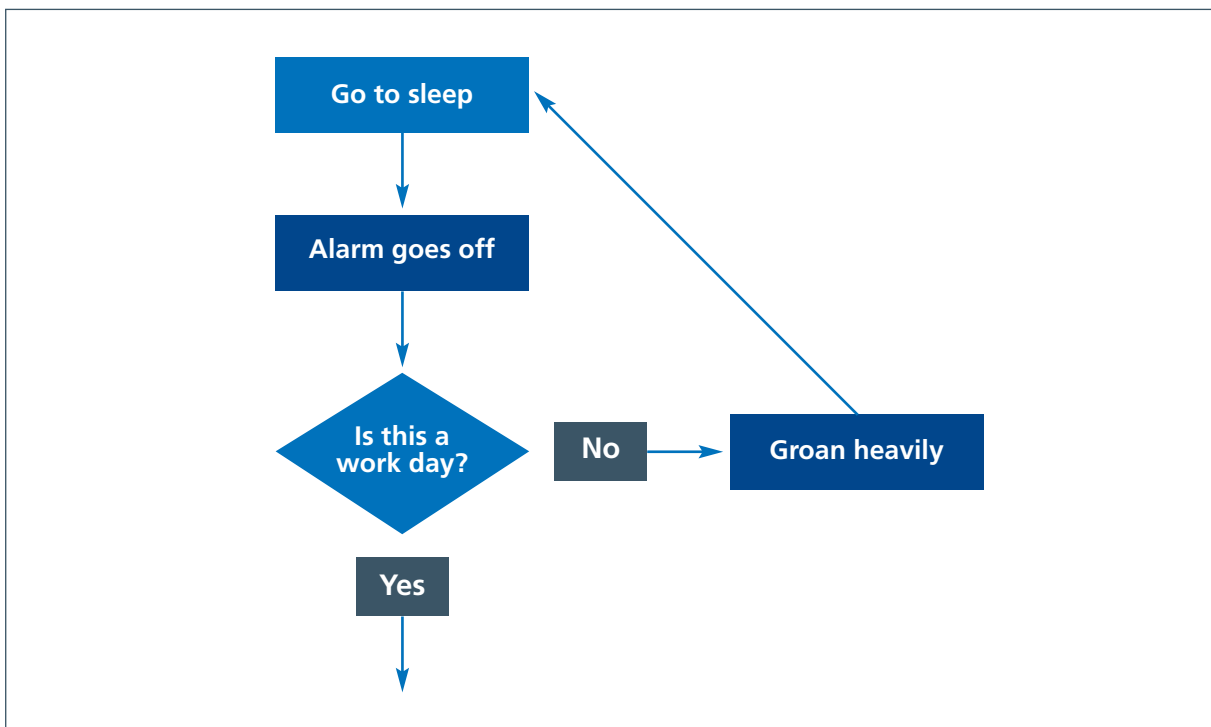 Go to sleep
Alarm goes off
Is this a
work day?
No
Groan heavily
Yes